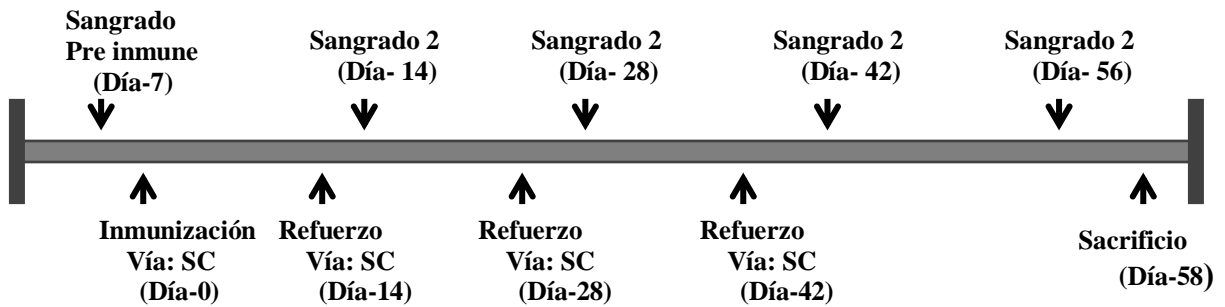 Sangrado
Pre inmune
(Día-7)
Sangrado 2
(Día- 14)
Sangrado 2
(Día- 28)
Sangrado 2
(Día- 42)
Sangrado 2
(Día- 56)
Inmunización
Vía: SC
(Día-0)
Refuerzo
Vía: SC
(Día-14)
Refuerzo
Vía: SC
(Día-28)
Refuerzo
Vía: SC
(Día-42)
Sacrificio
(Día-58)